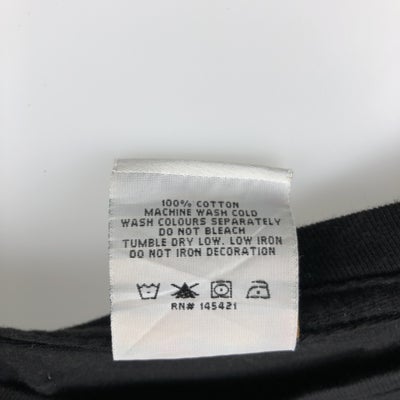 100% COTTON
MACHINE WASH COLD
WASH COLOURS SEPARATELY
DO NOT BLEACH
TUMBLE DRY LOW. LOW IRON
DO NOT IRON DECORATION
RN# 145421